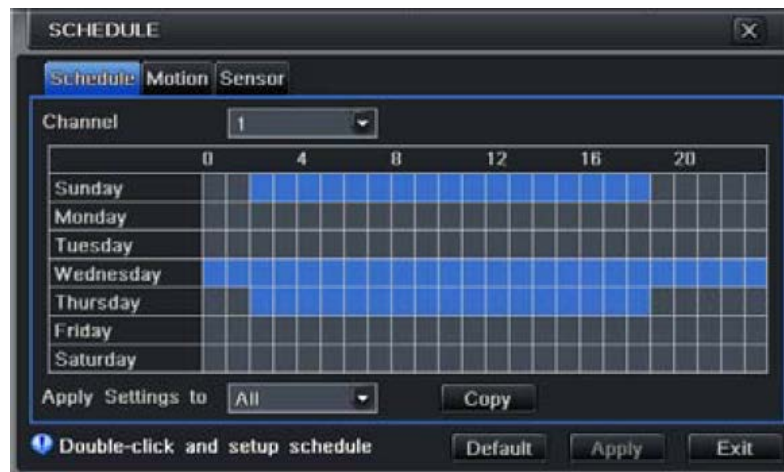 SCHEDULE
Schedule Motion Sensor
Channel 1
0 4 8 12 16 20
Sunday
Monday
Tuesday
Wednesday
Thursday
Friday
Saturday
Apply Settings to All Copy
Double-click and setup schedule Default Apply Exit